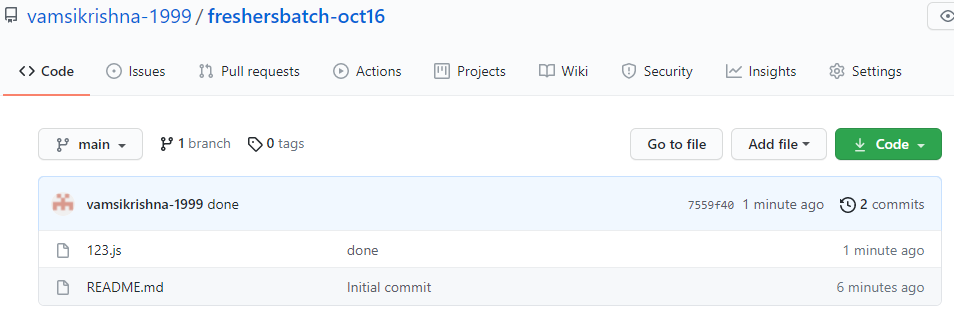 vamsikrishna-1999 / freshersbatch-oct16
Code Issues Pull requests Actions Projects Wiki Security Insights Settings
main 1 branch 0 tags Go to file Add file Code
vamsikrishna-1999 done 7559f40 1 minute ago 2 commits
123.js done 1 minute ago
README.md Initial commit 6 minutes ago